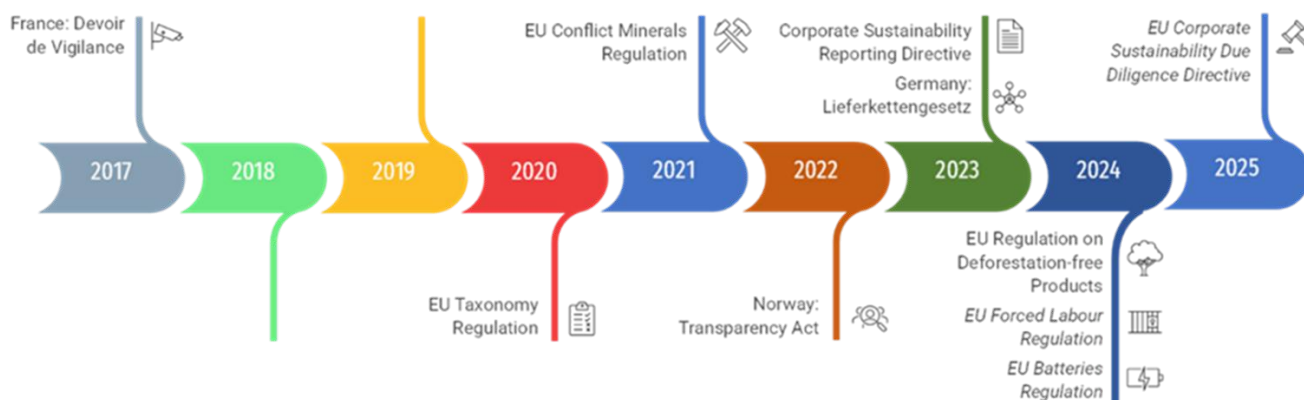 France: Devoir
de Vigilance
EU Conflict Minerals
Regulation
Corporate Sustainability
Reporting Directive
Germany:
Lieferkettengesetz
EU Corporate
Sustainability Due
Diligence Directive
2017
2018
2019
2020
2021
2022
2023
2024
2025
EU Taxonomy
Regulation
Norway:
Transparency Act
EU Regulation on
Deforestation-free
Products
EU Forced Labour
Regulation
EU Batteries
Regulation